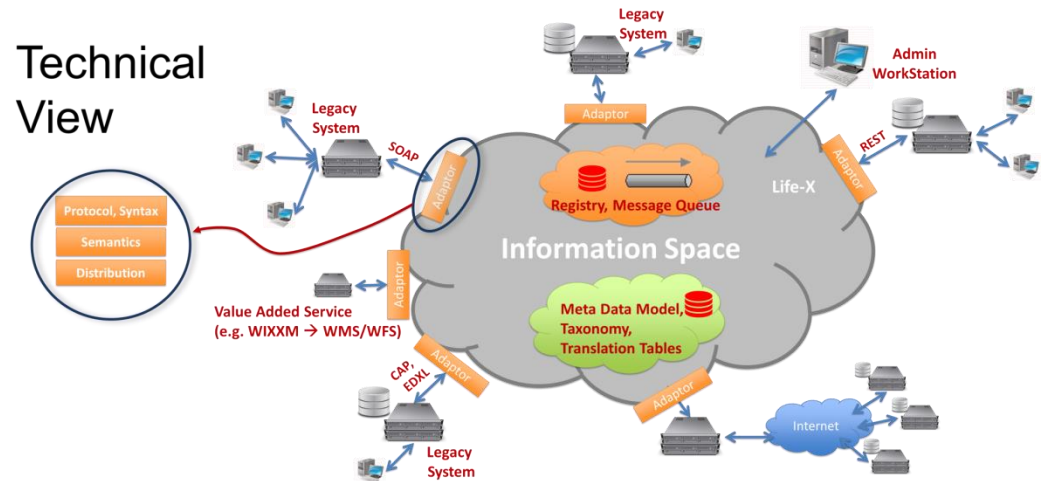 Technical
View
Legacy
System
Adaptor
Admin
WorkStation
Legacy
System
SOAP
Adaptor
REST
Adaptor
Life-X
Registry, Message Queue
Protocol, Syntax
Semantics
Distribution
Information Space
Adaptor
Value Added Service
(e.g. WIXXM → WMS/WFS)
Meta Data Model,
Taxonomy,
Translation Tables
CAP,
EDXL
Adaptor
Adaptor
Internet
Legacy
System